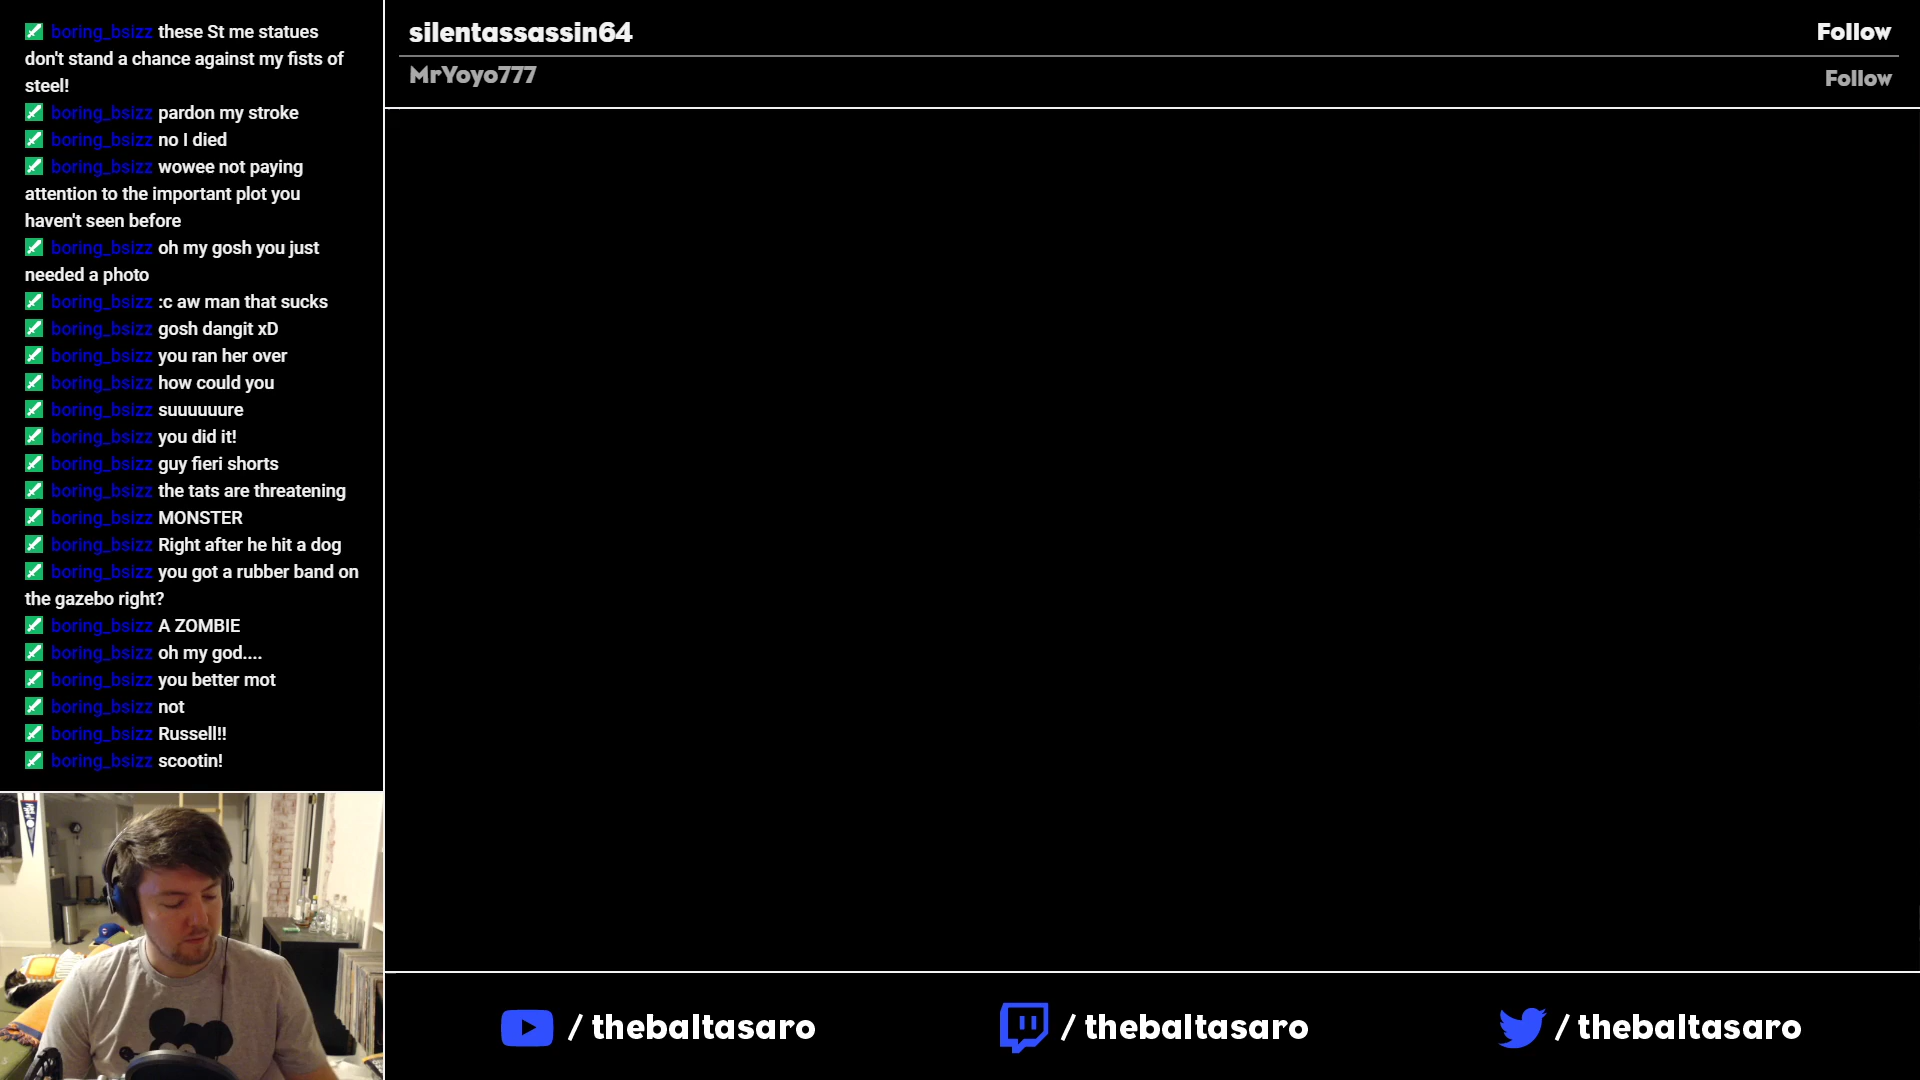 boring_bsizz these St me statues
don't stand a chance against my fists of
steel!
boring_bsizz pardon my stroke
boring_bsizz no I died
boring_bsizz wowee not paying
attention to the important plot you
haven't seen before
boring_bsizz oh my gosh you just
needed a photo
boring_bsizz :c aw man that sucks
boring_bsizz gosh dangit xD
boring_bsizz you ran her over
boring_bsizz how could you
boring_bsizz suuuuuure
boring_bsizz you did it!
boring_bsizz guy fieri shorts
boring_bsizz the tats are threatening
boring_bsizz MONSTER
boring_bsizz Right after he hit a dog
boring_bsizz you got a rubber band on
the gazebo right?
boring_bsizz A ZOMBIE
boring_bsizz oh my god....
boring_bsizz you better mot
boring_bsizz not
boring_bsizz Russell!!
boring_bsizz scootin!
silentassassin64 Follow
MrYoyo777 Follow
/ thebaltasaro / thebaltasaro / thebaltasaro